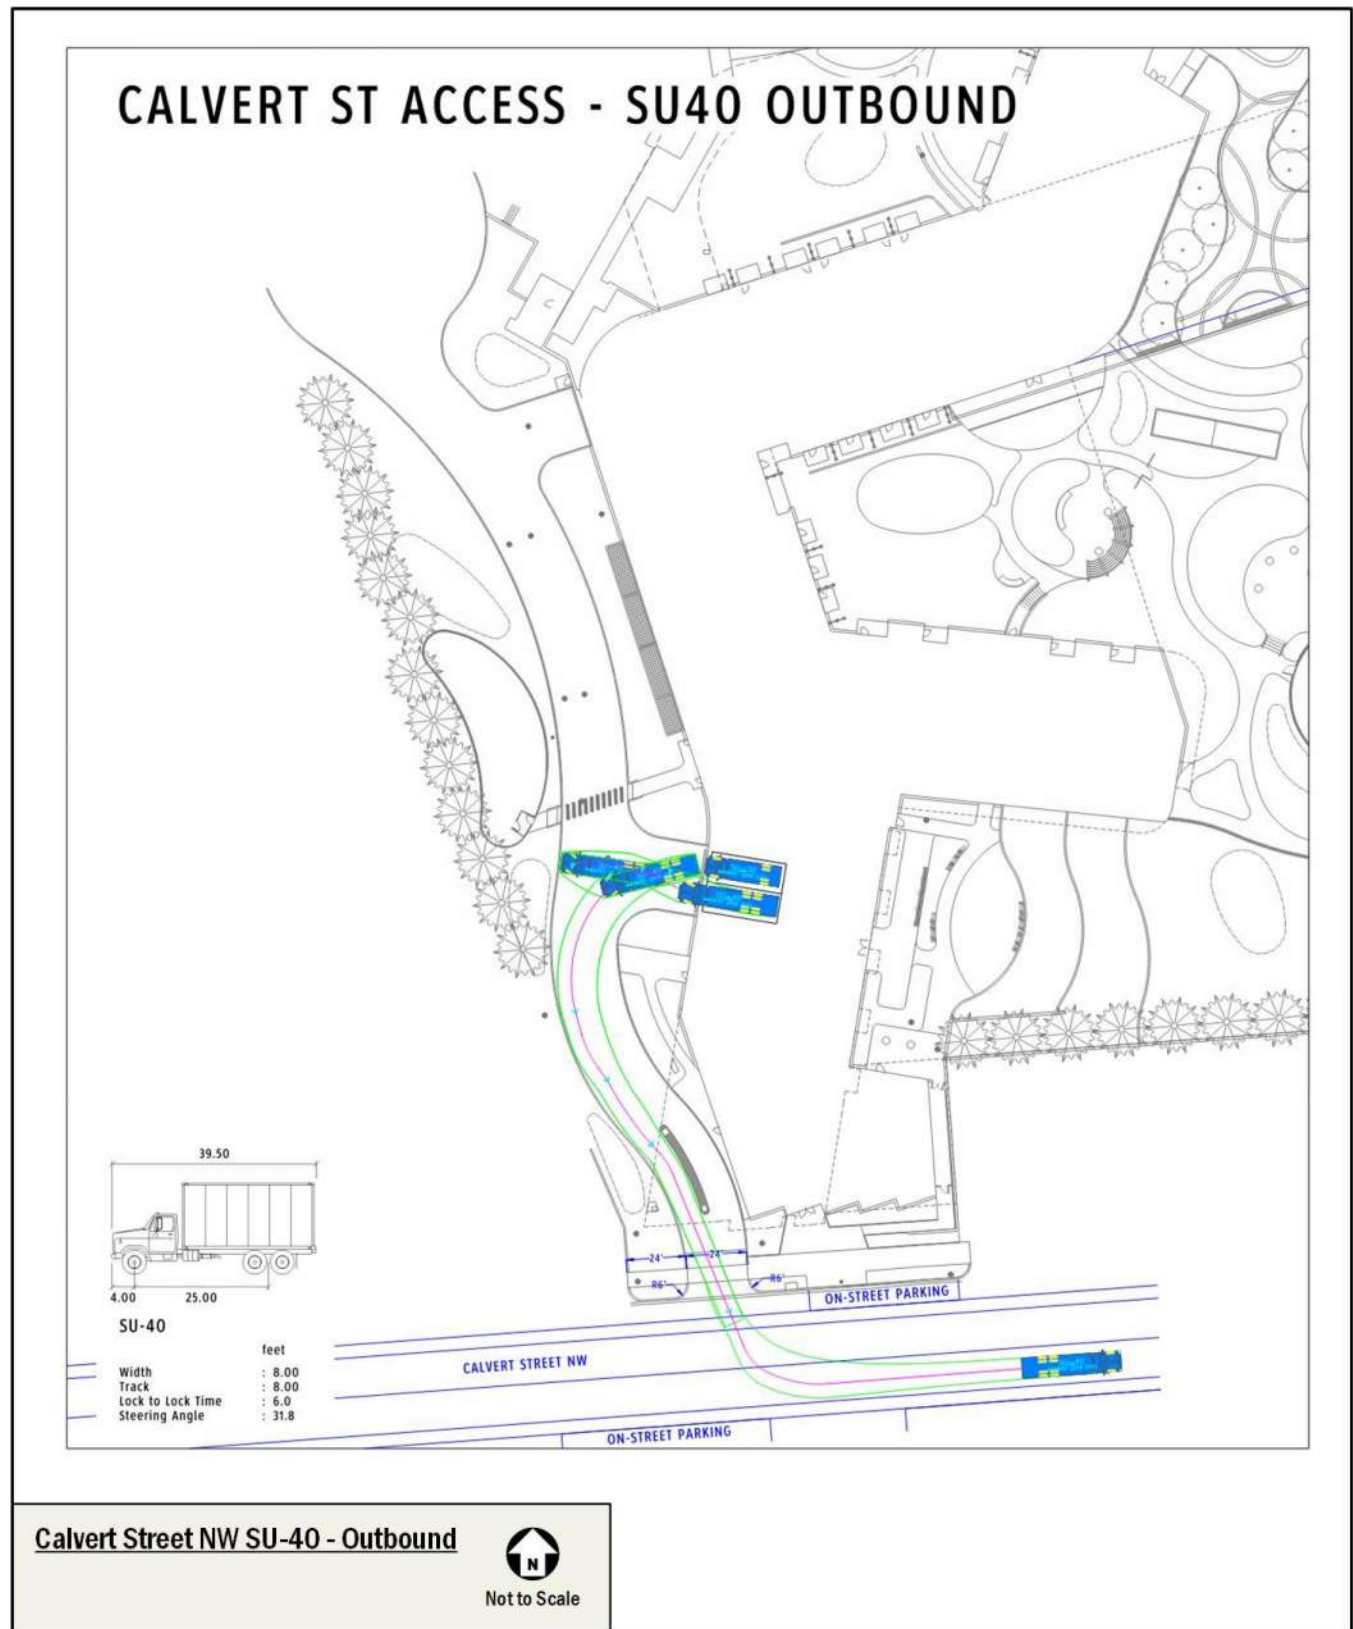 CALVERT ST ACCESS - SU40 OUTBOUND
39.50
4.00 25.00
SU-40
feet
Width : 8.00
Track : 8.00
Lock to Lock Time : 6.0
Steering Angle : 31.8
24' 24'
R6' R6'
ON-STREET PARKING
CALVERT STREET NW
ON-STREET PARKING
Calvert Street NW SU-40 - Outbound
N
Not to Scale